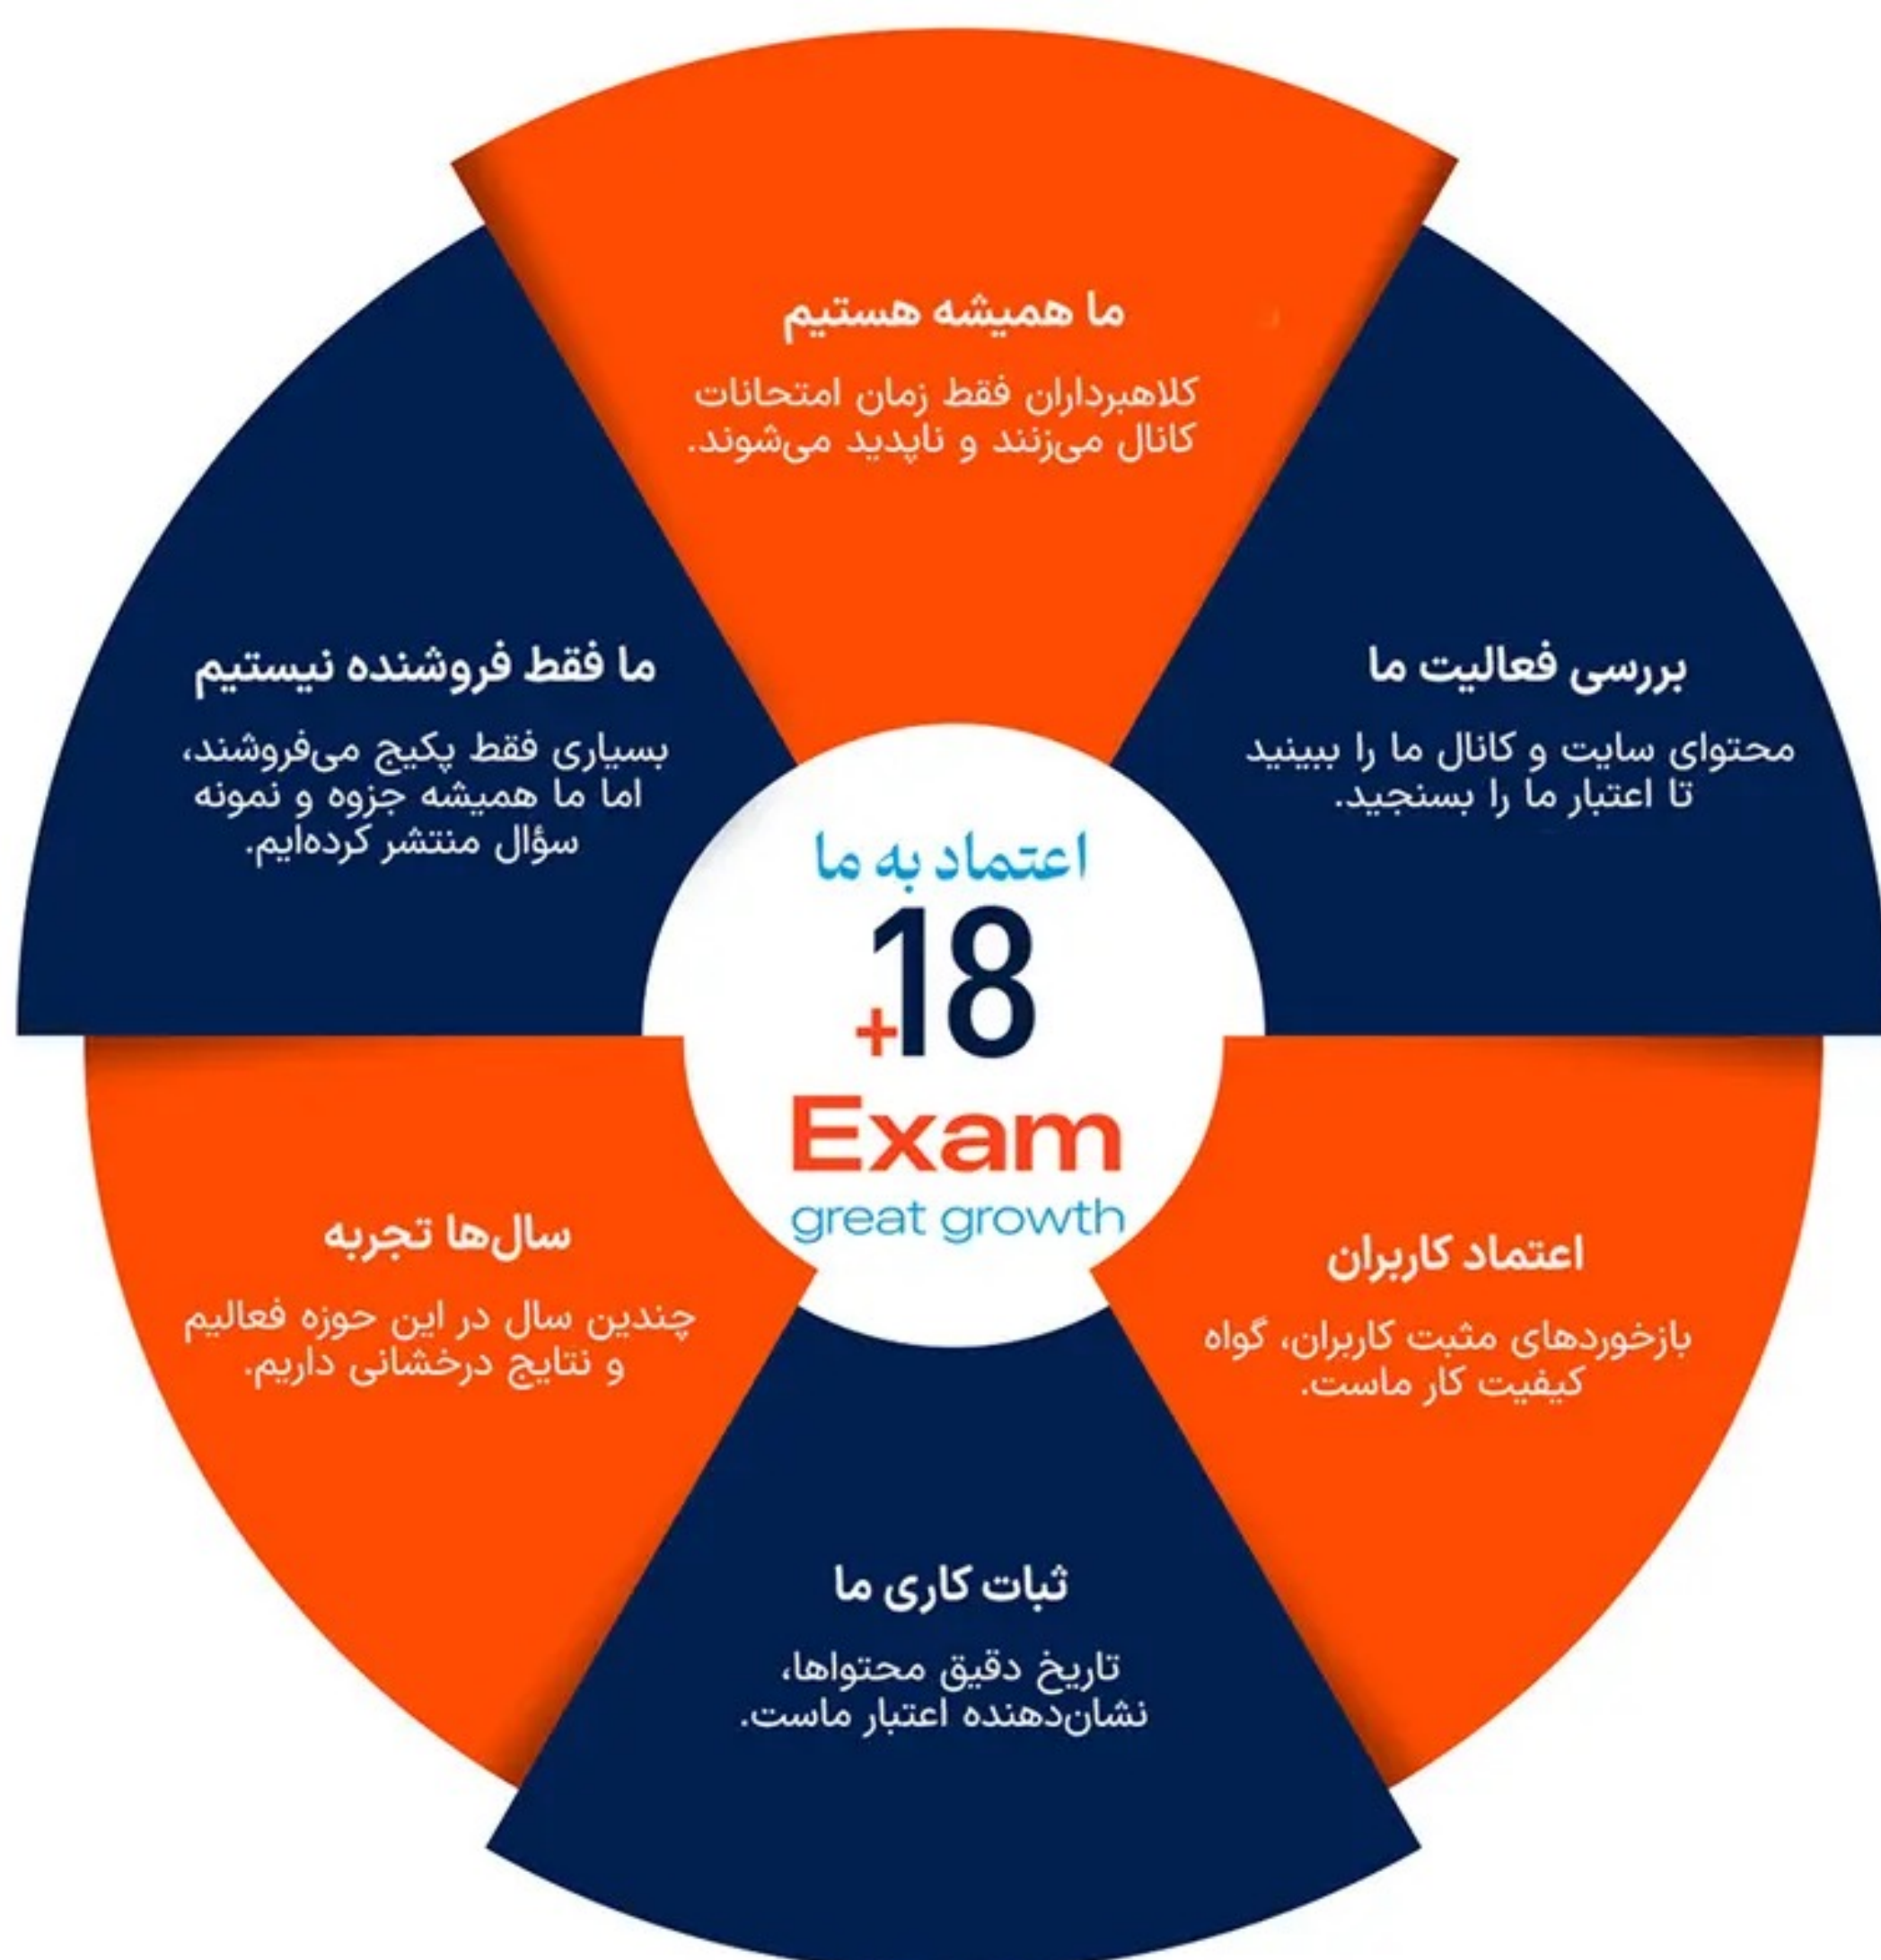 ما همیشه هستیم
کلاهبرداران فقط زمان امتحانات
کانال می‌زنند و ناپدید می‌شوند.
بررسی فعالیت ما
محتوای سایت و کانال ما را ببینید
تا اعتبار ما را بسنجید.
ما فقط فروشنده نیستیم
بسیاری فقط پکیج می‌فروشند،
اما ما همیشه جزوه و نمونه
سؤال منتشر کرده‌ایم.
اعتماد به ما
+18
Exam
great growth
اعتماد کاربران
بازخوردهای مثبت کاربران، گواه
کیفیت کار ماست.
سال‌ها تجربه
چندین سال در این حوزه فعالیم
و نتایج درخشانی داریم.
ثبات کاری ما
تاریخ دقیق محتواها،
نشان‌دهنده اعتبار ماست.